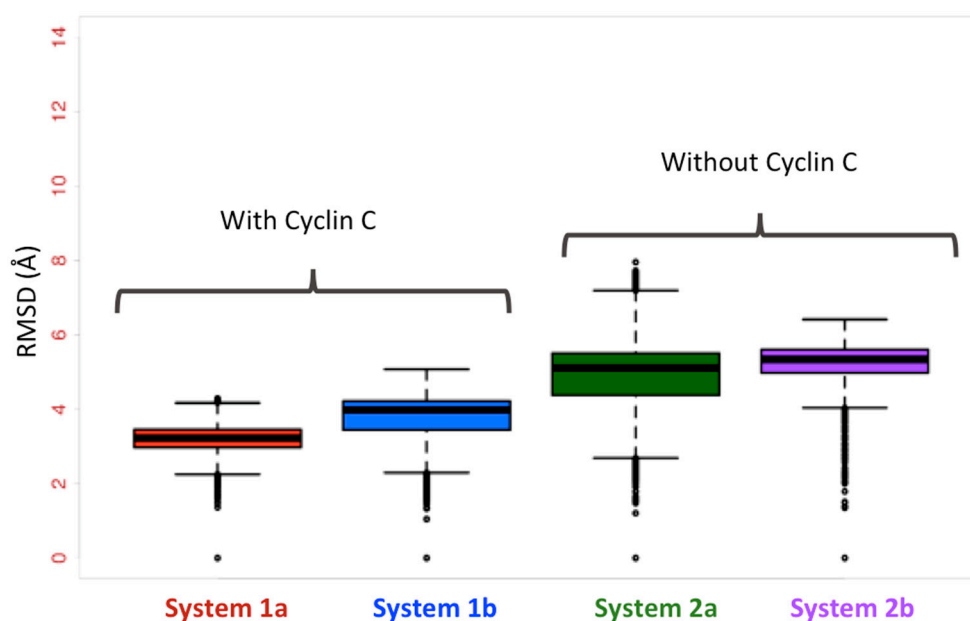 14
12
10
8
6
4
2
0
RMSD (Å)
With Cyclin C
Without Cyclin C
System 1a
System 1b
System 2a
System 2b